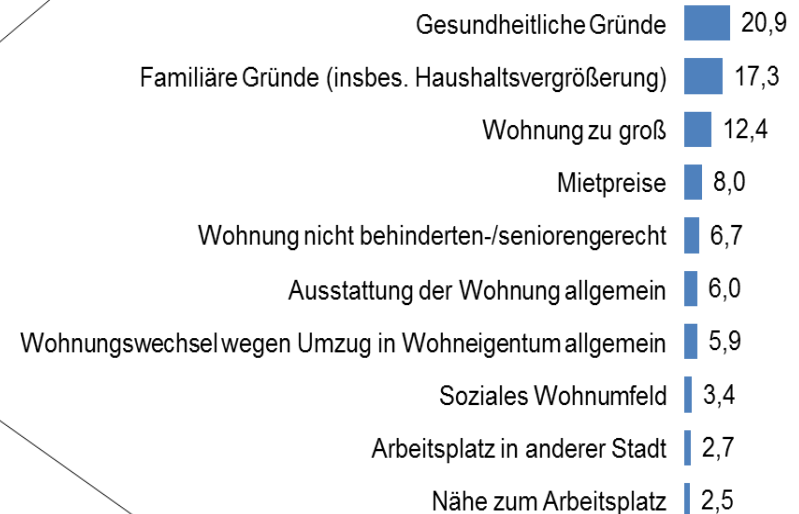 Gesundheitliche Gründe 20,9
Familiäre Gründe (insbes. Haushaltsvergrößerung) 17,3
Wohnung zu groß 12,4
Mietpreise 8,0
Wohnung nicht behinderten-/seniorengerecht 6,7
Ausstattung der Wohnung allgemein 6,0
Wohnungswechsel wegen Umzug in Wohneigentum allgemein 5,9
Soziales Wohnumfeld 3,4
Arbeitsplatz in anderer Stadt 2,7
Nähe zum Arbeitsplatz 2,5